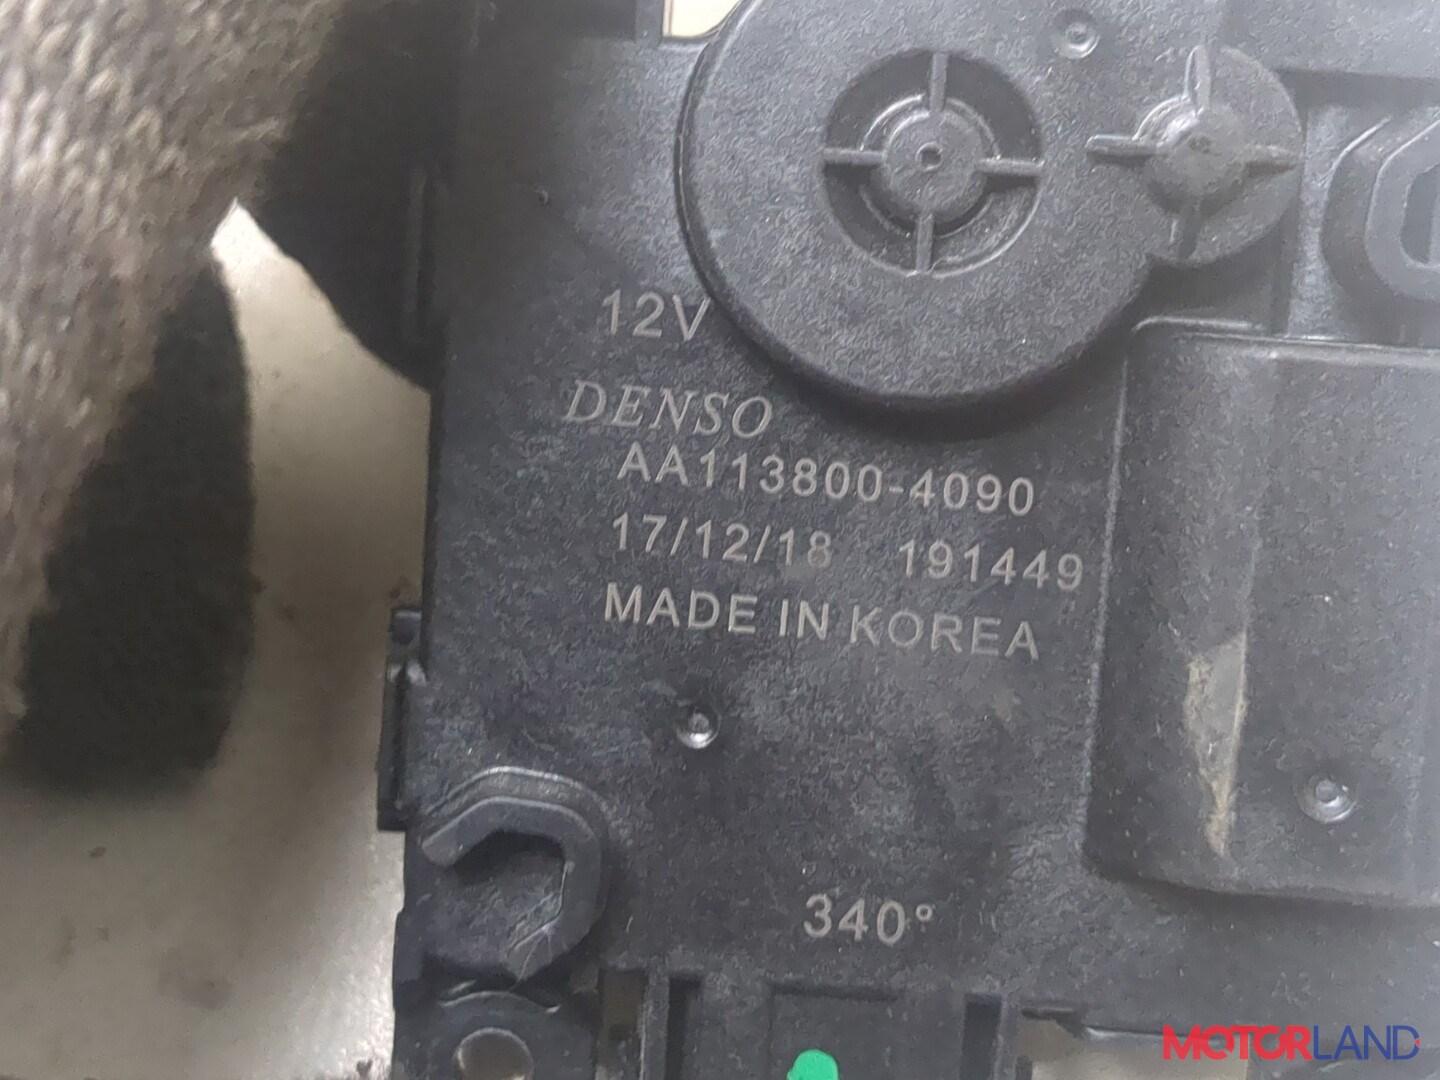 12V
DENSO
AA113800-4090
17/12/18 191449
MADE IN KOREA
340°
MOTORLAND